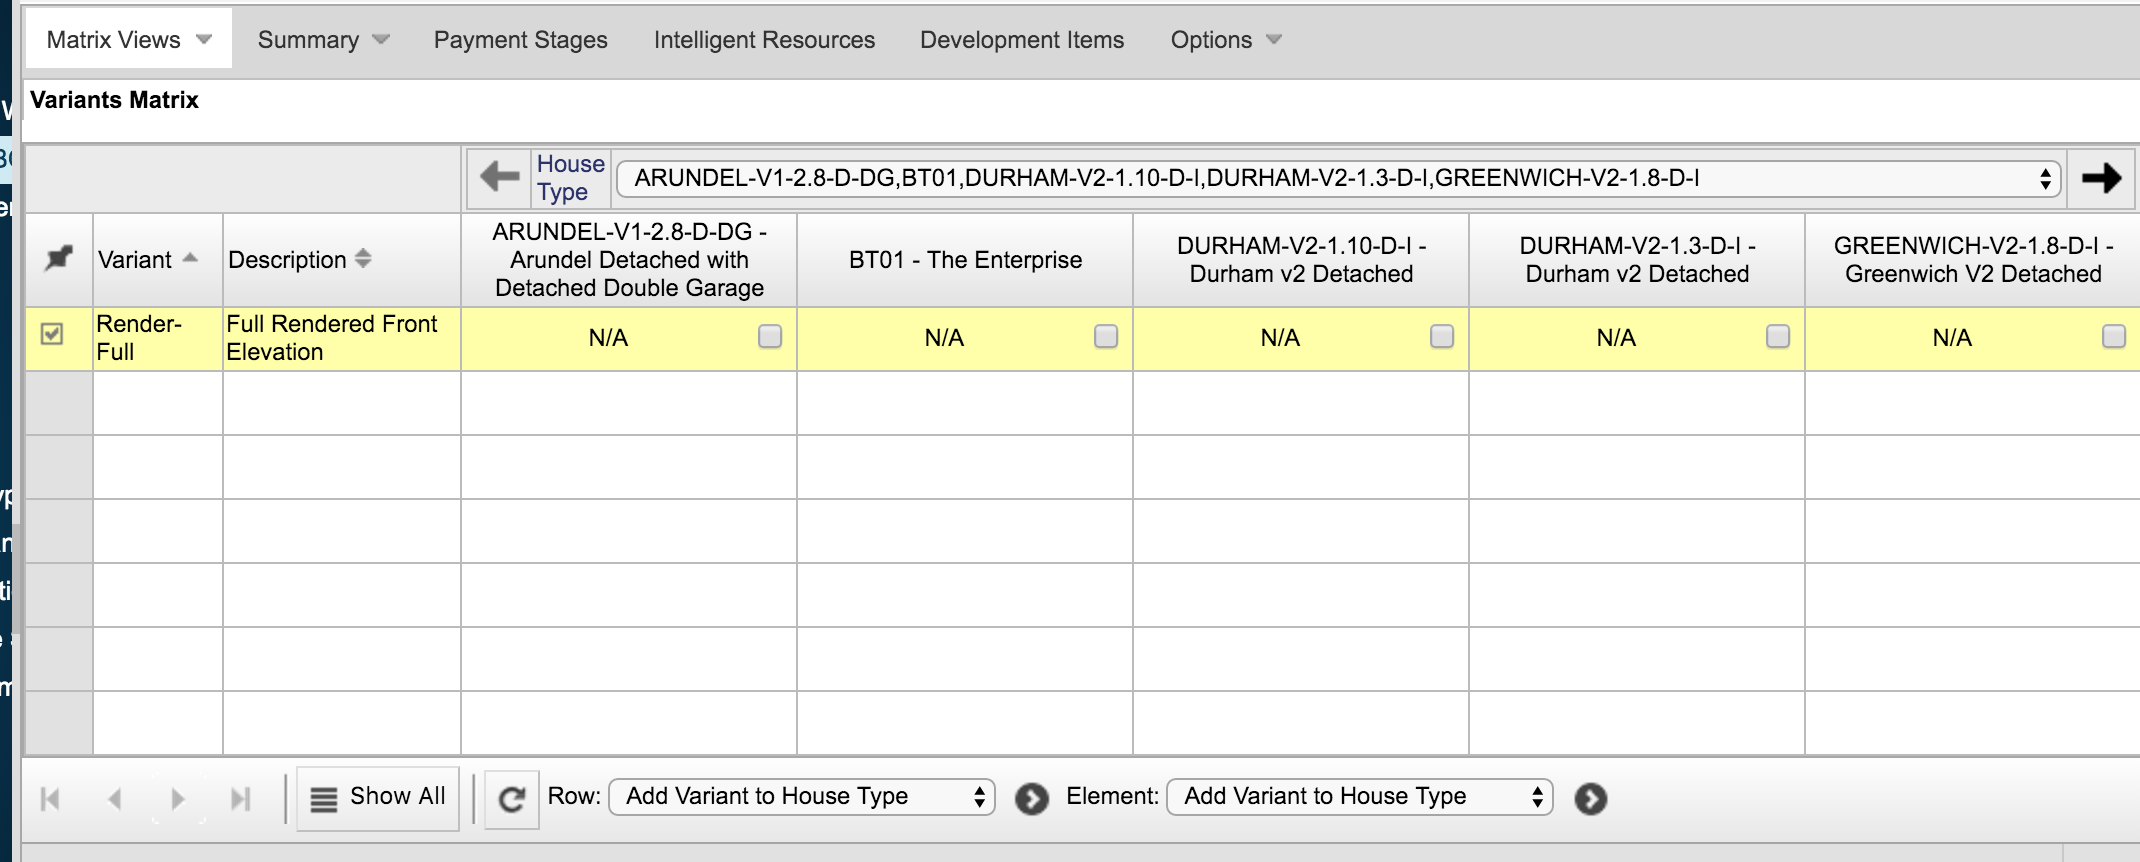 Matrix Views Summary Payment Stages Intelligent Resources Development Items Options
Variants Matrix
House
Type
ARUNDEL-V1-2.8-D-DG,BT01,DURHAM-V2-1.10-D-I,DURHAM-V2-1.3-D-I,GREENWICH-V2-1.8-D-I
Variant
Description
ARUNDEL-V1-2.8-D-DG -
Arundel Detached with
Detached Double Garage
BT01 - The Enterprise
DURHAM-V2-1.10-D-I -
Durham v2 Detached
DURHAM-V2-1.3-D-I -
Durham v2 Detached
GREENWICH-V2-1.8-D-I -
Greenwich V2 Detached
Render-
Full
Full Rendered Front
Elevation
N/A
N/A
N/A
N/A
N/A
Show All
Row:
Add Variant to House Type
Element:
Add Variant to House Type